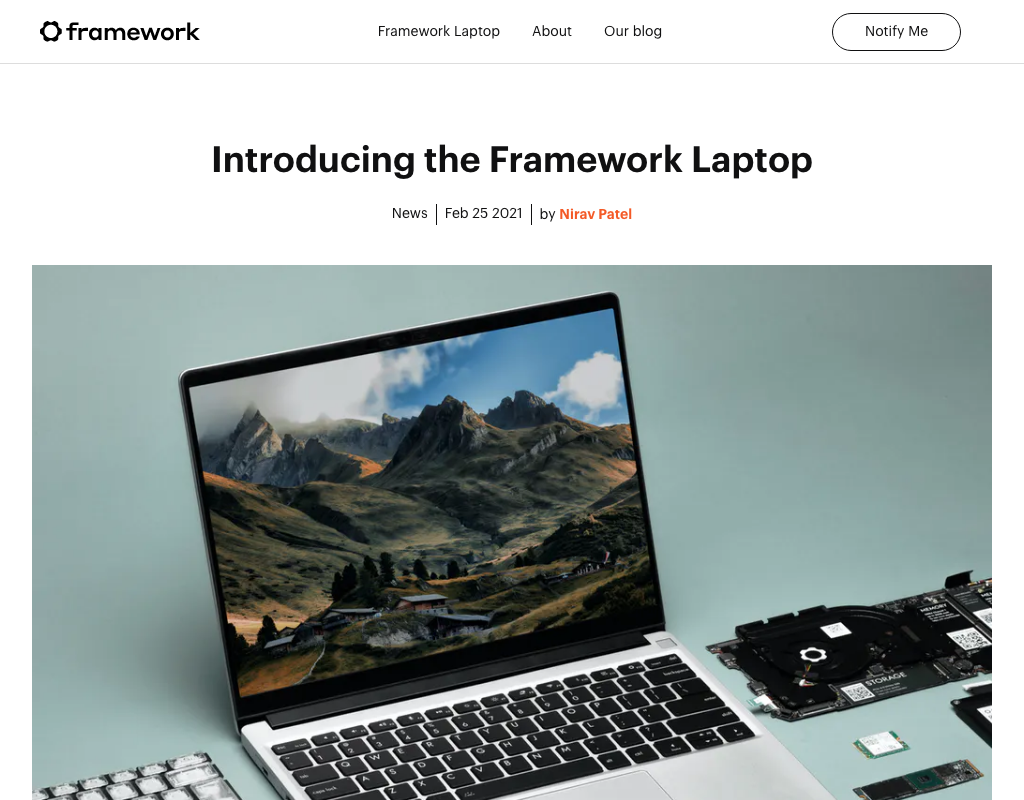 framework
Framework Laptop
About
Our blog
Notify Me
Introducing the Framework Laptop
News
Feb 25 2021
by Nirav Patel
MEMORY
STORAGE